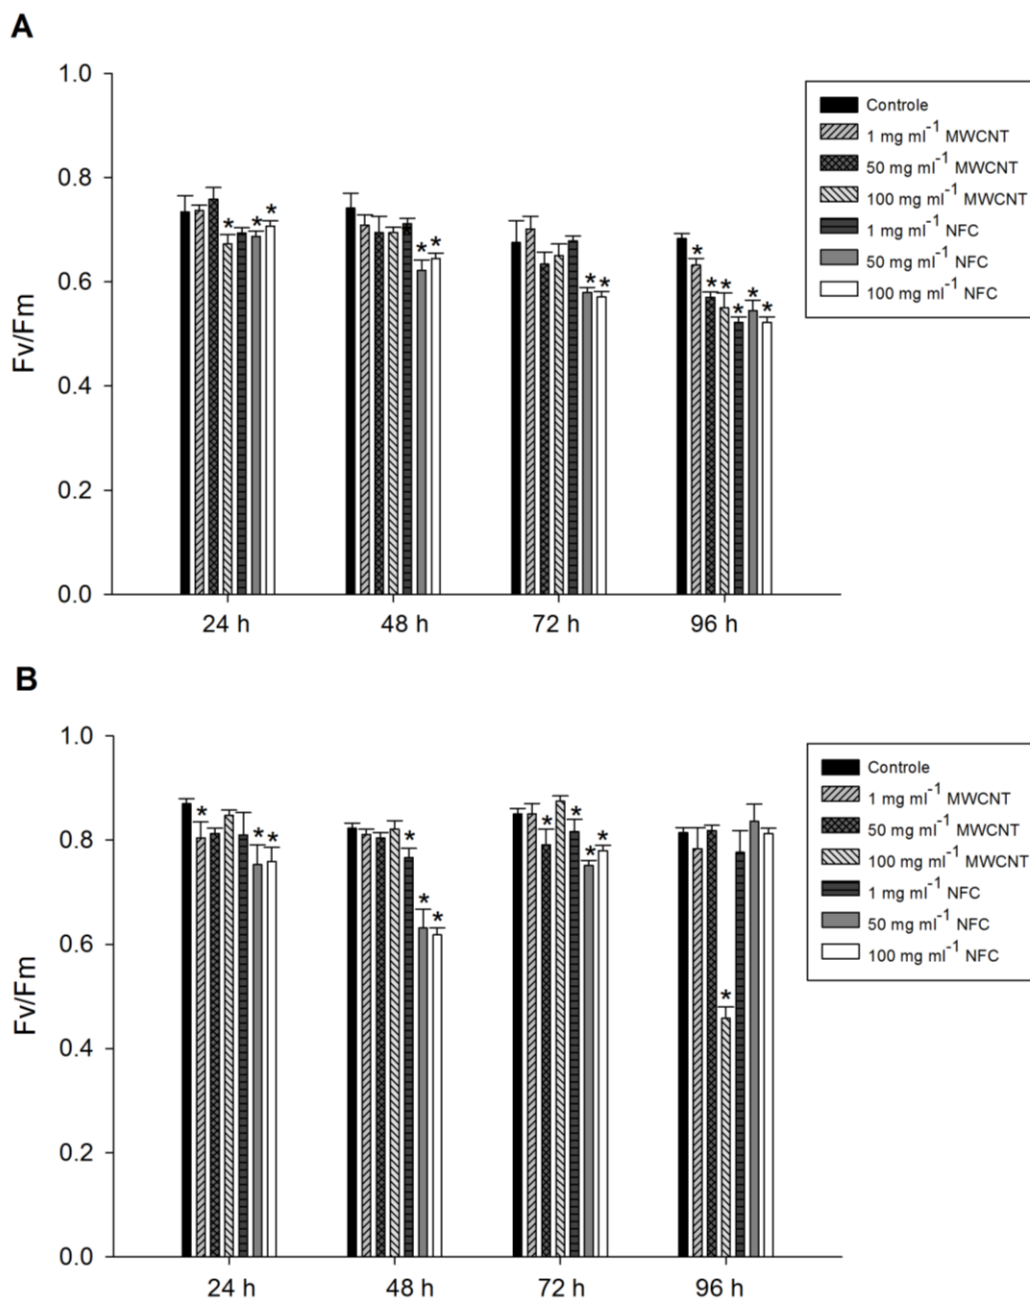 A
1.0
Controle
1 mg ml⁻¹ MWCNT
50 mg ml⁻¹ MWCNT
100 mg ml⁻¹ MWCNT
1 mg ml⁻¹ NFC
50 mg ml⁻¹ NFC
100 mg ml⁻¹ NFC
0.8
* * *
* *
* *
* * * * * *
0.6
Fv/Fm
0.4
0.2
0.0
24 h 48 h 72 h 96 h
B
1.0
Controle
1 mg ml⁻¹ MWCNT
50 mg ml⁻¹ MWCNT
100 mg ml⁻¹ MWCNT
1 mg ml⁻¹ NFC
50 mg ml⁻¹ NFC
100 mg ml⁻¹ NFC
0.8
* * *
* * *
* * * *
*
0.6
Fv/Fm
0.4
0.2
0.0
24 h 48 h 72 h 96 h